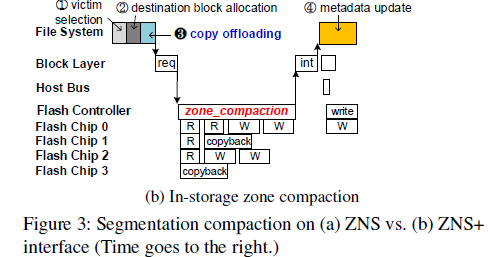 ① victim selection ② destination block allocation ④ metadata update
File System ❸ copy offloading
Block Layer req int
Host Bus
Flash Controller zone_compaction write
Flash Chip 0 R R W W W
Flash Chip 1 R copyback
Flash Chip 2 R W W
Flash Chip 3 copyback
(b) In-storage zone compaction
Figure 3: Segmentation compaction on (a) ZNS vs. (b) ZNS+
interface (Time goes to the right.)